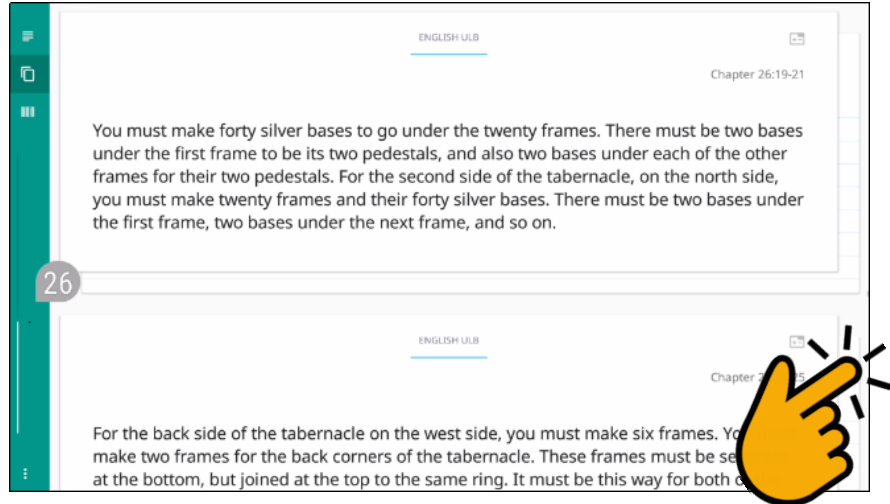 ENGLISH ULB
Chapter 26:19-21
You must make forty silver bases to go under the twenty frames. There must be two bases
under the first frame to be its two pedestals, and also two bases under each of the other
frames for their two pedestals. For the second side of the tabernacle, on the north side,
you must make twenty frames and their forty silver bases. There must be two bases under
the first frame, two bases under the next frame, and so on.
26
ENGLISH ULB
Chapter
For the back side of the tabernacle on the west side, you must make six frames.
make two frames for the back corners of the tabernacle. These frames must be
at the bottom, but joined at the top to the same ring. It must be this way for both